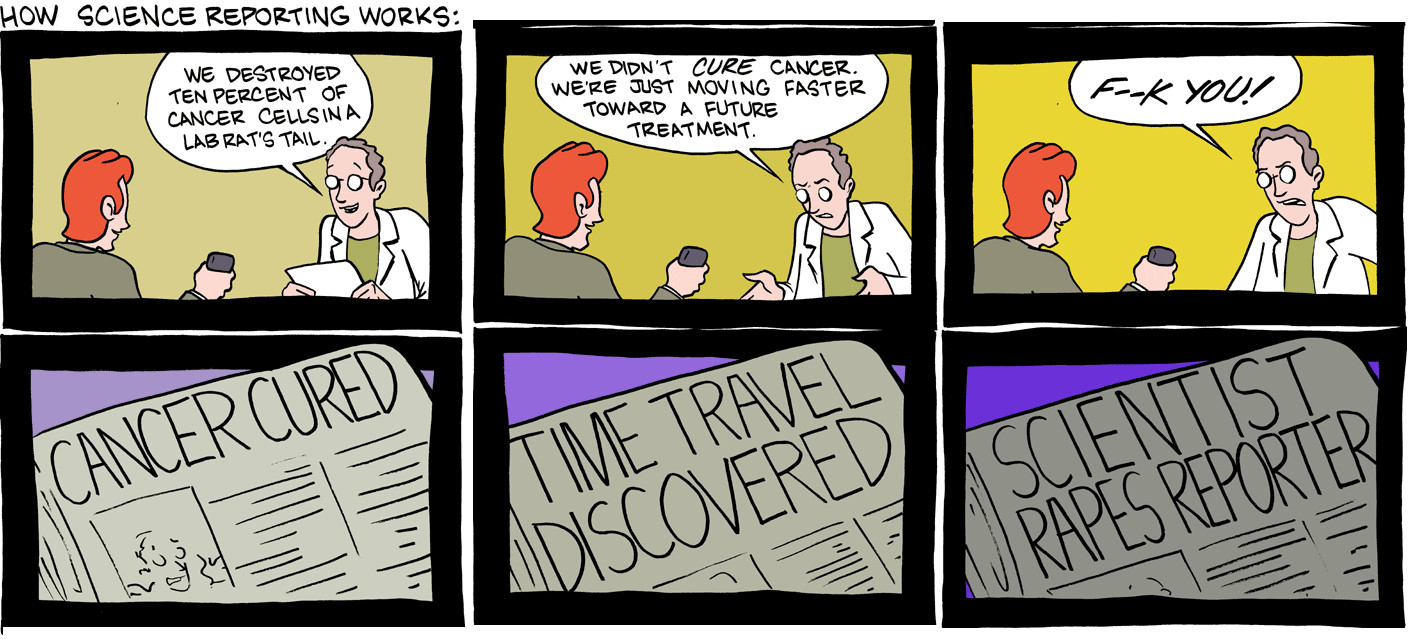 HOW SCIENCE REPORTING WORKS:
WE DESTROYED
TEN PERCENT OF
CANCER CELLS IN A
LAB RAT'S TAIL.
WE DIDN'T CURE CANCER.
WE'RE JUST MOVING FASTER
TOWARD A FUTURE
TREATMENT.
F--K YOU!
CANCER CURED
TIME TRAVEL
DISCOVERED
SCIENTIST
RAPES REPORTER